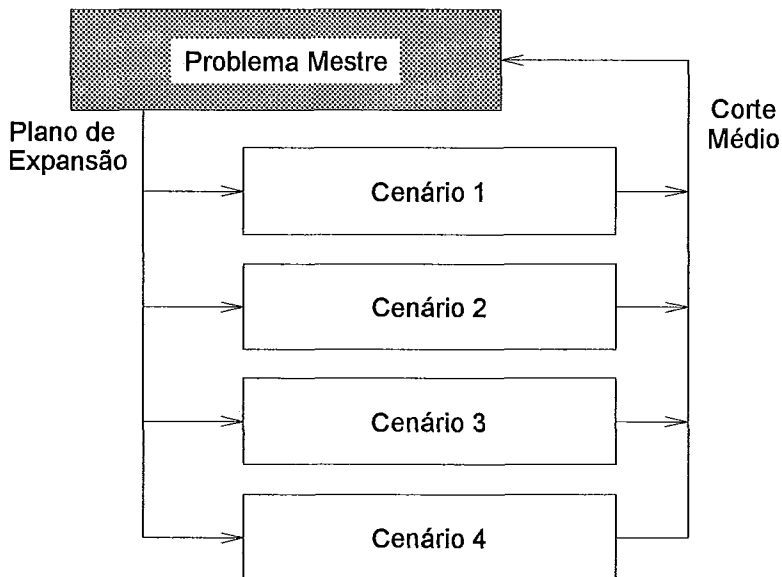 Problema Mestre
Plano de
Expansão
Corte
Médio
Cenário 1
Cenário 2
Cenário 3
Cenário 4